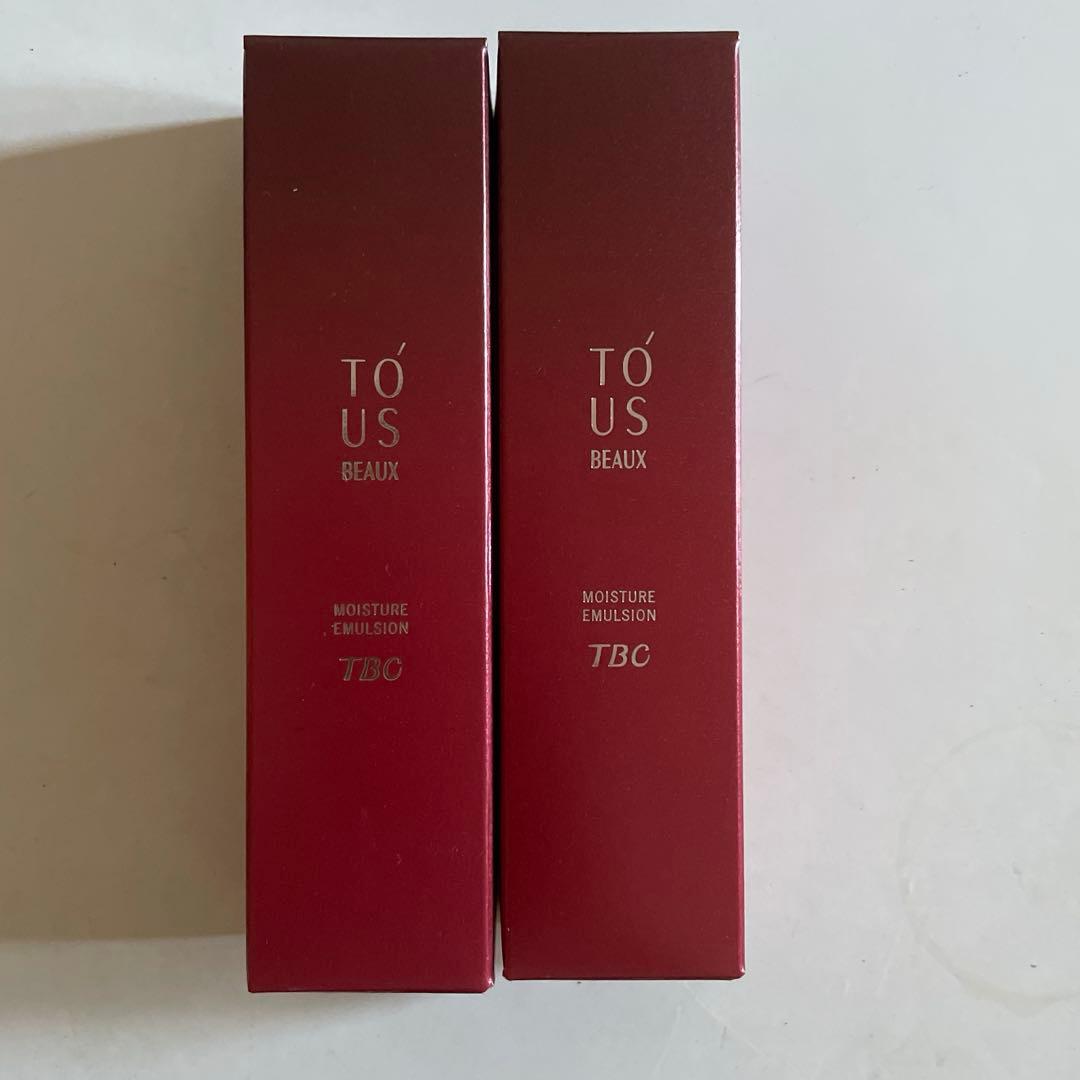 TÓ
US
BEAUX
MOISTURE
EMULSION
TBC
TÓ
US
BEAUX
MOISTURE
EMULSION
TBC